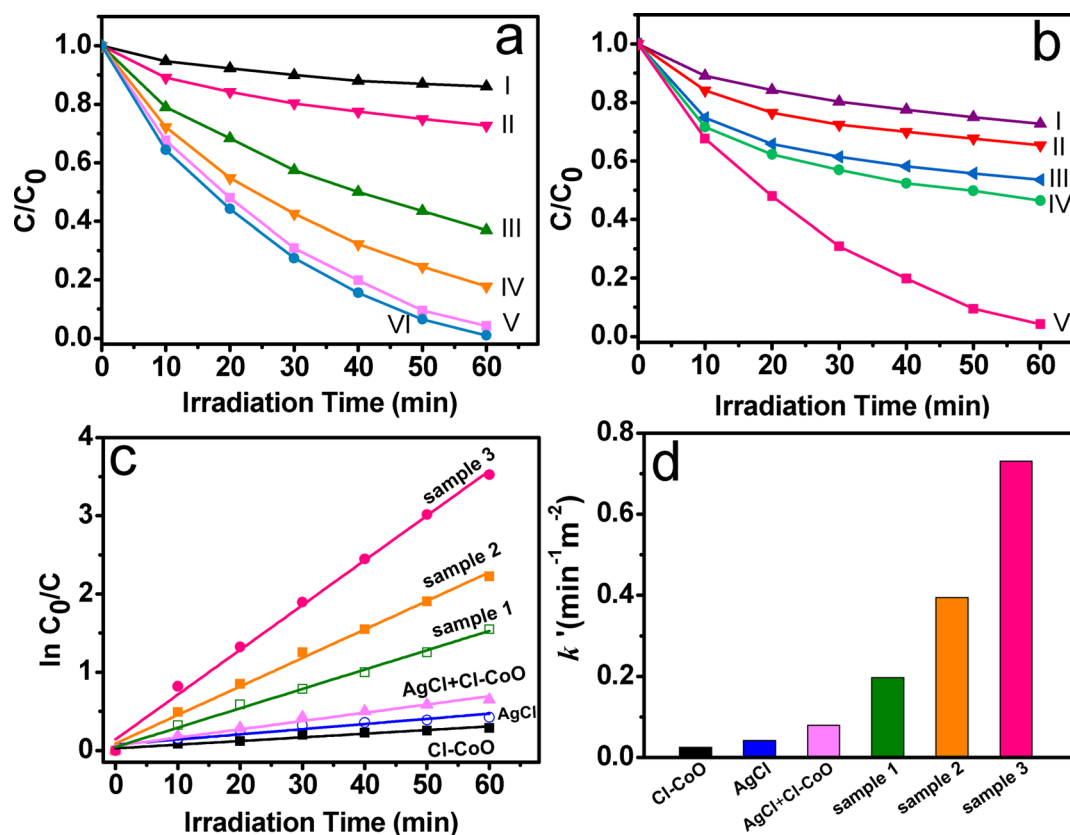 a
1.0
0.8
0.6
0.4
0.2
0.0
C/C0
I
II
III
IV
V
VI
0 10 20 30 40 50 60
Irradiation Time (min)
b
1.0
0.8
0.6
0.4
0.2
0.0
C/C0
I
II
III
IV
V
0 10 20 30 40 50 60
Irradiation Time (min)
c
4
3
2
1
0
ln C0/C
sample 3
sample 2
sample 1
AgCl+Cl-CoO
AgCl
Cl-CoO
0 10 20 30 40 50 60
Irradiation Time (min)
d
0.8
0.6
0.4
0.2
0.0
k '(min-1m-2)
Cl-CoO
AgCl
AgCl+Cl-CoO
sample 1
sample 2
sample 3